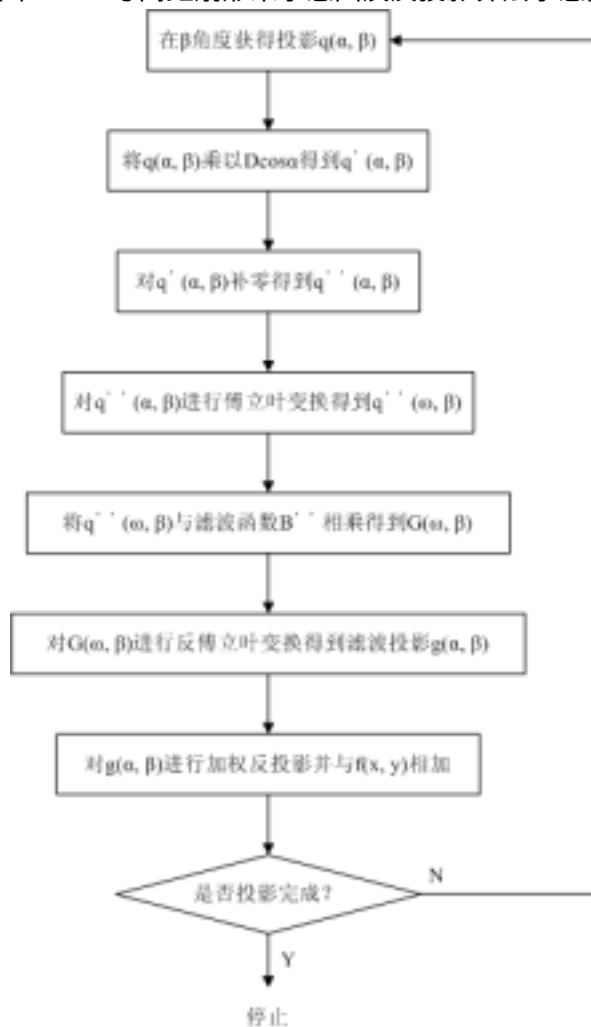 在β角度获得投影q(α, β)
将q(α, β)乘以Dcosα得到q' (α, β)
对q' (α, β)补零得到q' ' (α, β)
对q' ' (α, β)进行傅立叶变换得到q' ' (ω, β)
将q' ' (ω, β)与滤波函数B' ' 相乘得到G(ω, β)
对G(ω, β)进行反傅立叶变换得到滤波投影g(α, β)
对g(α, β)进行加权反投影并与f(x, y)相加
是否投影完成?
N
Y
停止